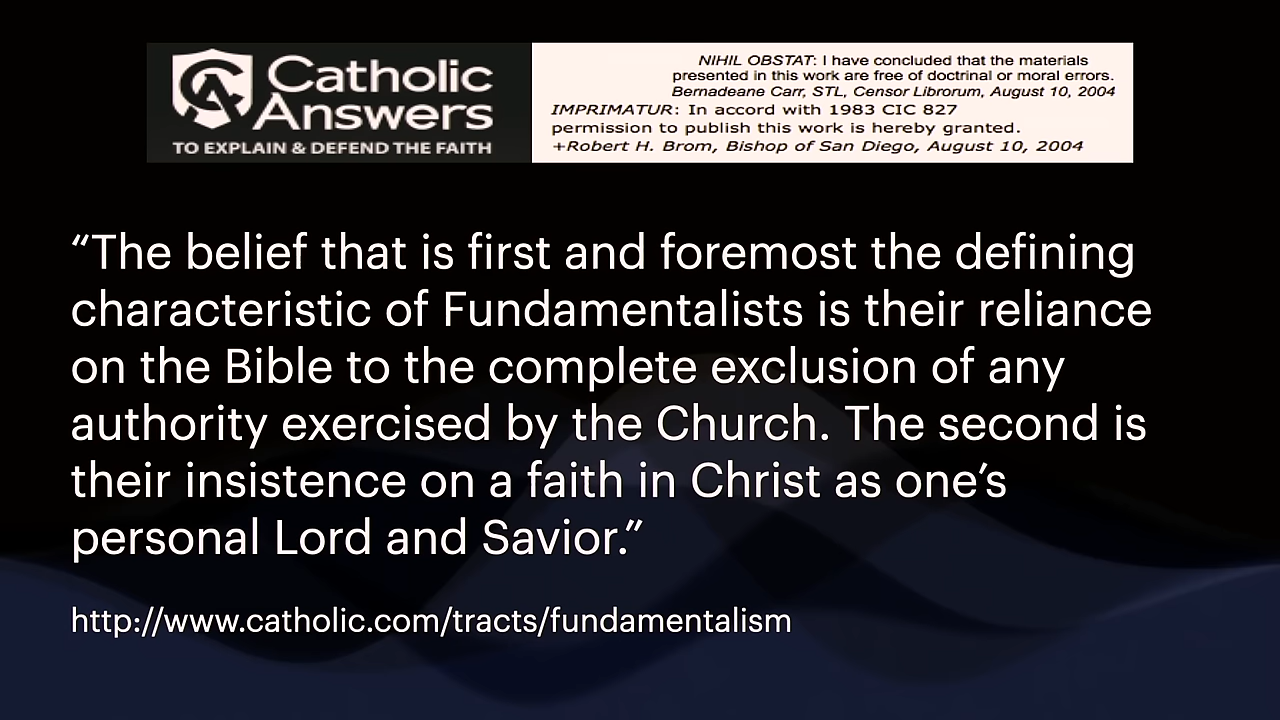 Catholic
Answers
TO EXPLAIN & DEFEND THE FAITH
NIHIL OBSTAT: I have concluded that the materials
presented in this work are free of doctrinal or moral errors.
Bernadeane Carr, STL, Censor Librorum, August 10, 2004
IMPRIMATUR: In accord with 1983 CIC 827
permission to publish this work is hereby granted.
+Robert H. Brom, Bishop of San Diego, August 10, 2004
“The belief that is first and foremost the defining
characteristic of Fundamentalists is their reliance
on the Bible to the complete exclusion of any
authority exercised by the Church. The second is
their insistence on a faith in Christ as one’s
personal Lord and Savior.”
http://www.catholic.com/tracts/fundamentalism